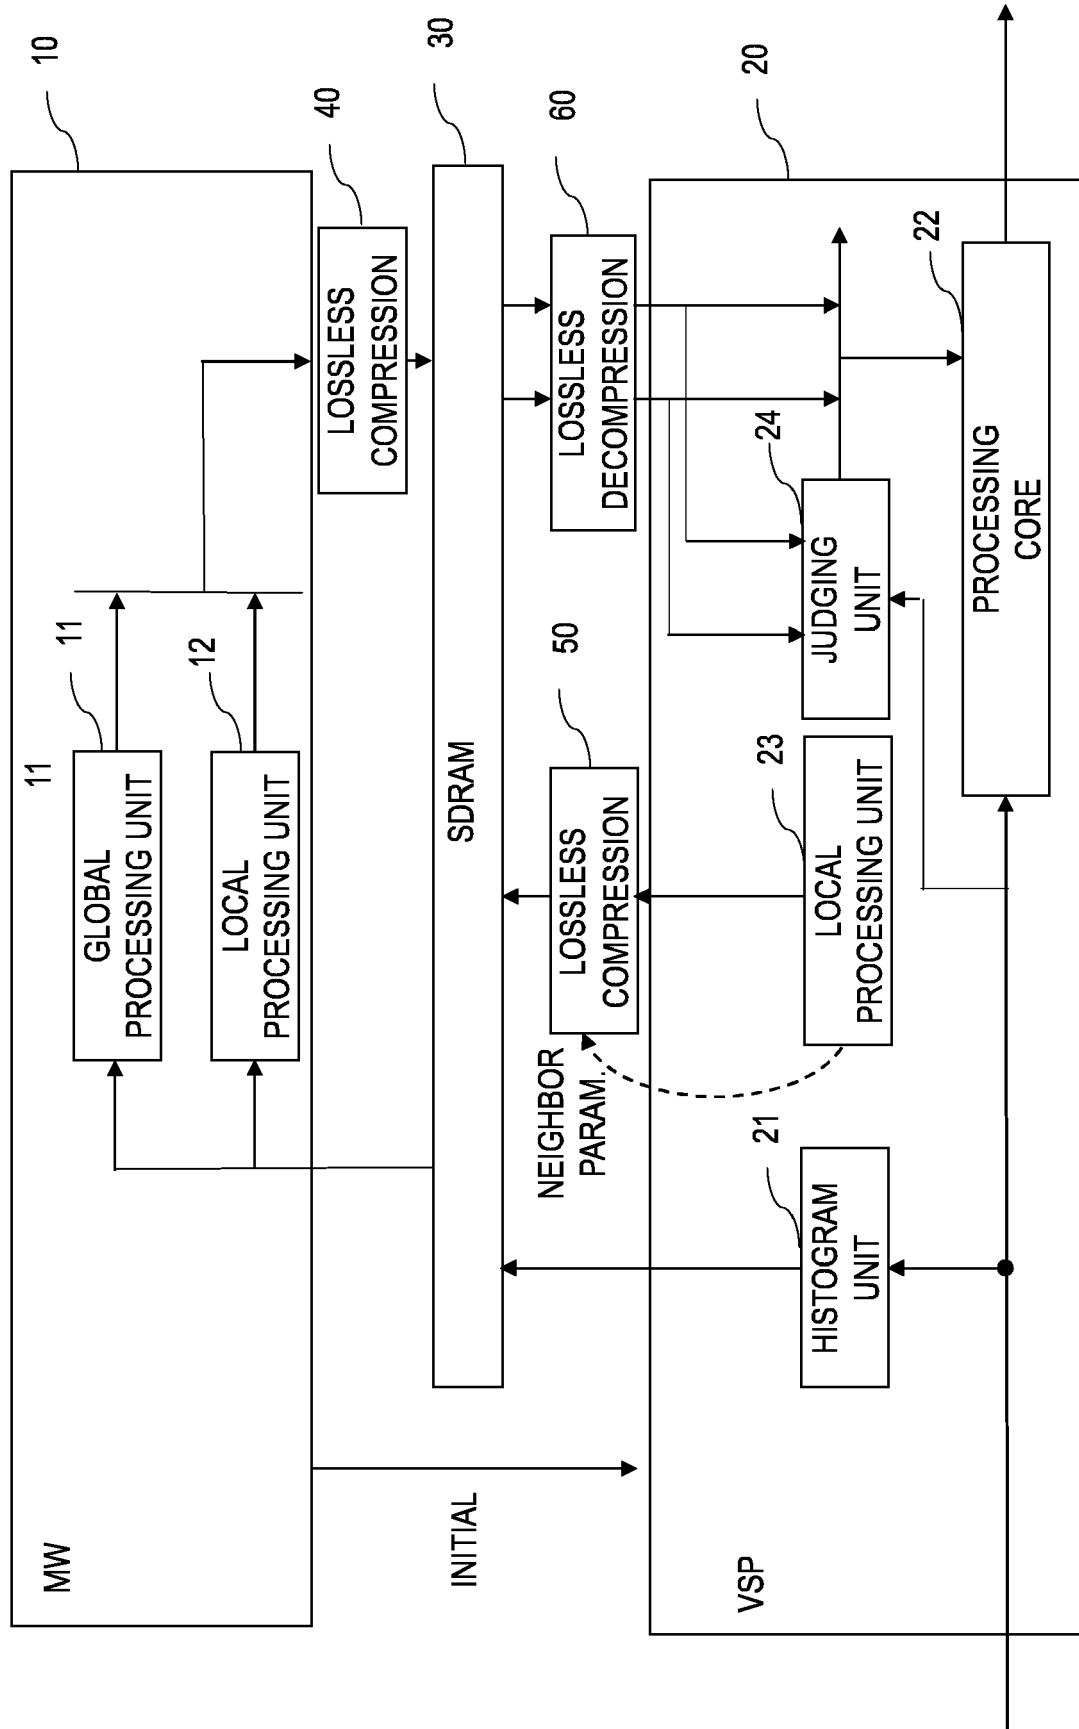 MW
10
11
11
GLOBAL
PROCESSING UNIT
12
LOCAL
PROCESSING UNIT
INITIAL
40
LOSSLESS
COMPRESSION
30
SDRAM
NEIGHBOR
PARAM.
50
LOSSLESS
COMPRESSION
60
LOSSLESS
DECOMPRESSION
VSP
20
21
HISTOGRAM
UNIT
23
LOCAL
PROCESSING UNIT
24
JUDGING
UNIT
22
PROCESSING
CORE